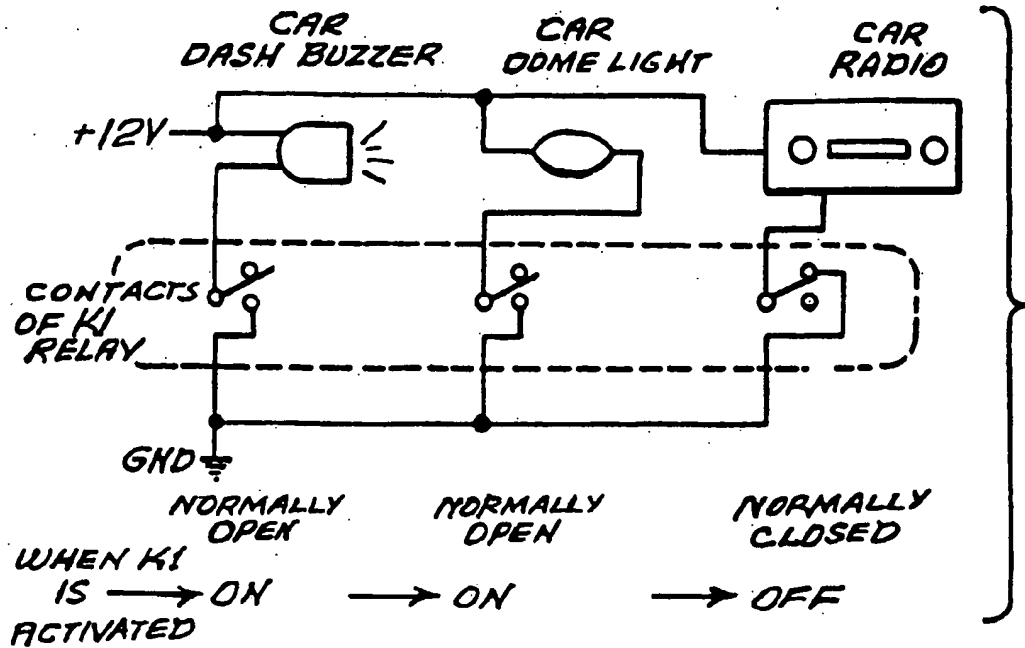 CAR
DASH BUZZER
CAR
DOME LIGHT
CAR
RADIO
+12V
CONTACTS
OF K1
RELAY
GND
NORMALLY
OPEN
NORMALLY
OPEN
NORMALLY
CLOSED
WHEN K1
IS
ACTIVATED
ON
ON
OFF